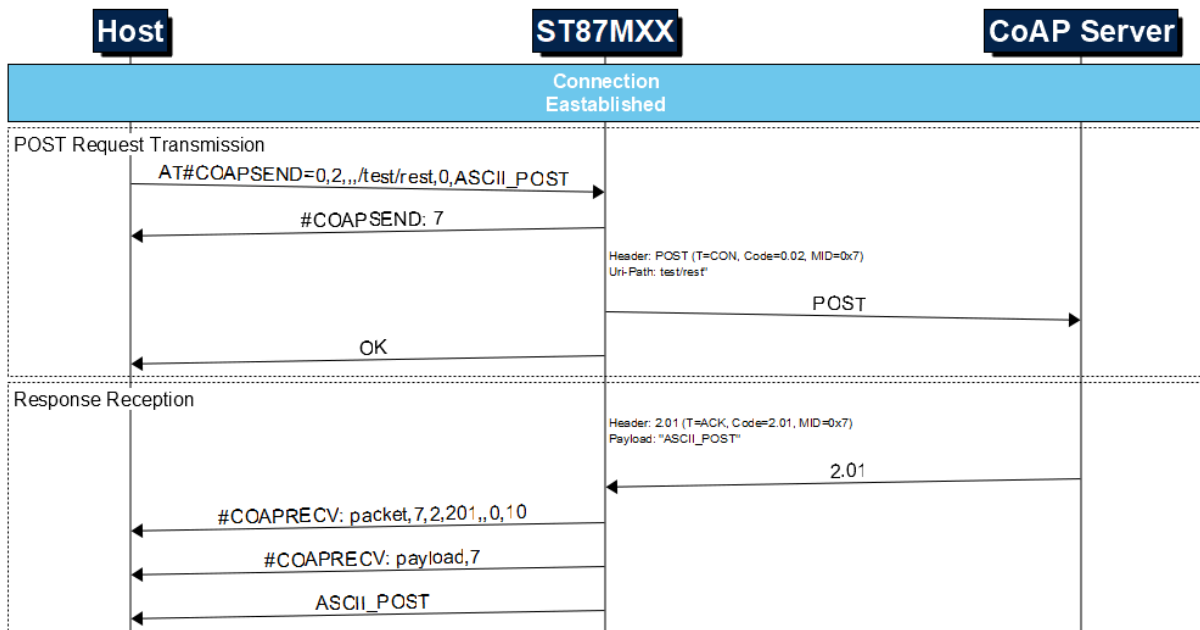 Host
ST87MXX
CoAP Server
Connection
Eastablished
POST Request Transmission
AT#COAPSEND=0,2,,,/test/rest,0,ASCII_POST
#COAPSEND: 7
Header: POST (T=CON, Code=0.02, MID=0x7)
Uri-Path: test/rest"
POST
OK
Response Reception
Header: 2.01 (T=ACK, Code=2.01, MID=0x7)
Payload: "ASCII_POST"
2.01
#COAPRECV: packet,7,2,201,,0,10
#COAPRECV: payload,7
ASCII_POST